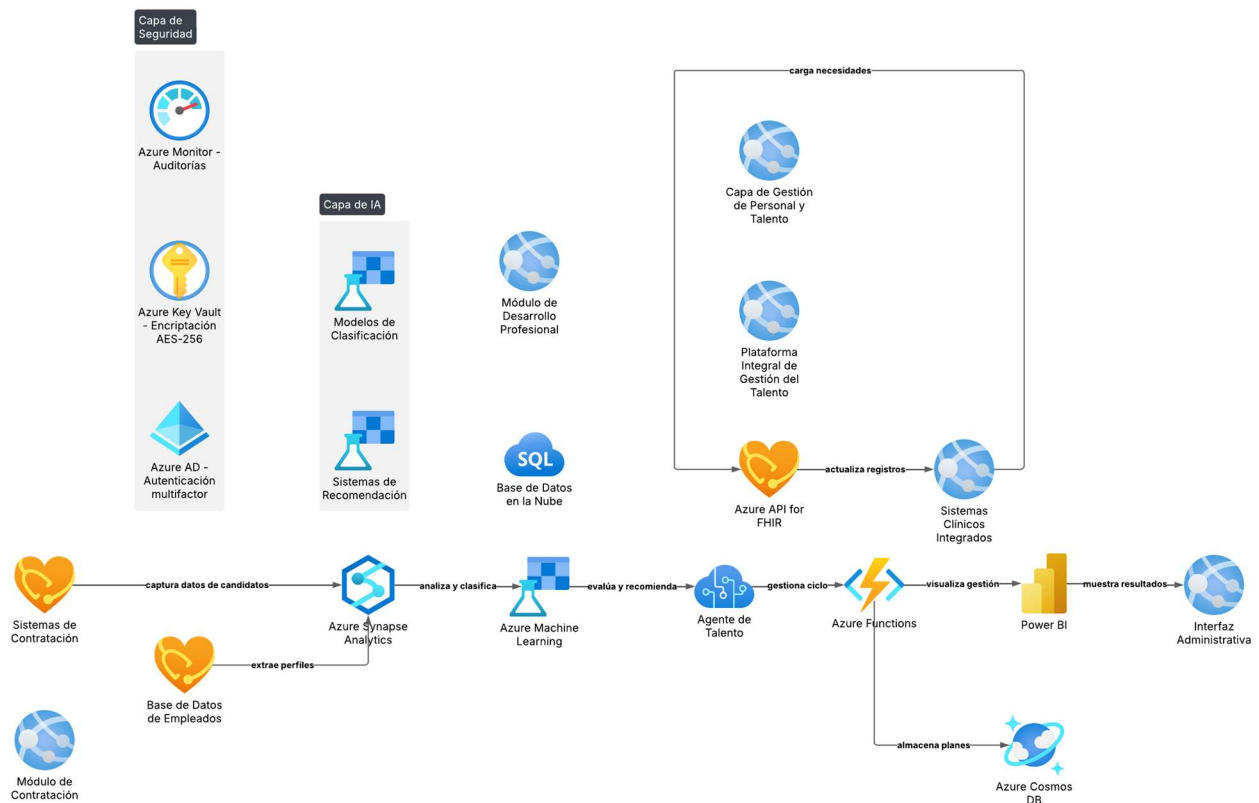 Capa de
Seguridad
Azure Monitor -
Auditorías
Azure Key Vault
- Encriptación
AES-256
Azure AD -
Autenticación
multifactor
Capa de IA
Modelos de
Clasificación
Sistemas de
Recomendación
Módulo de
Desarrollo
Profesional
SQL
Base de Datos
en la Nube
carga necesidades
Capa de Gestión
de Personal y
Talento
Plataforma
Integral de
Gestión del
Talento
Azure API for
FHIR
actualiza registros
Sistemas
Clínicos
Integrados
Sistemas de
Contratación
captura datos de candidatos
Azure Synapse
Analytics
analiza y clasifica
Azure Machine
Learning
evalúa y recomienda
Agente de
Talento
gestiona ciclo
Azure Functions
visualiza gestión
Power BI
muestra resultados
Interfaz
Administrativa
Base de Datos
de Empleados
extrae perfiles
Módulo de
Contratación
almacena planes
Azure Cosmos
DB